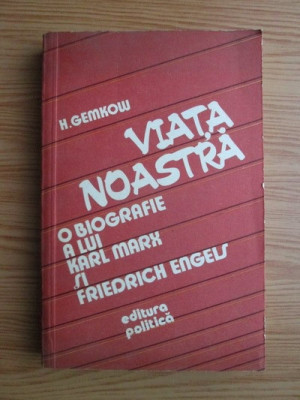 H. GEMKOW
VIAȚA
NOASTRĂ
O BIOGRAFIE
A LUI
KARL MARX
ȘI
FRIEDRICH ENGELS
editura
politică